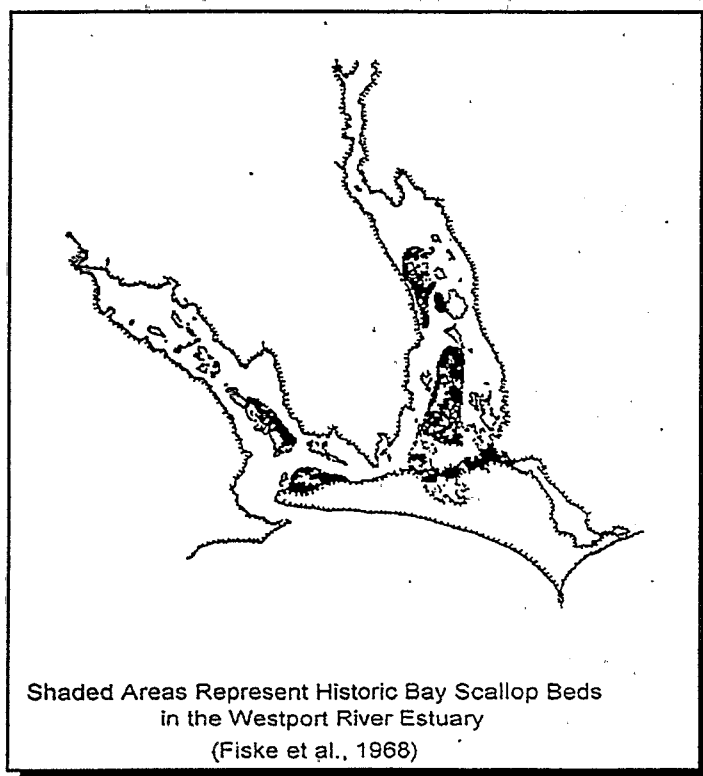 Shaded Areas Represent Historic Bay Scallop Beds
in the Westport River Estuary
(Fiske et al., 1968)